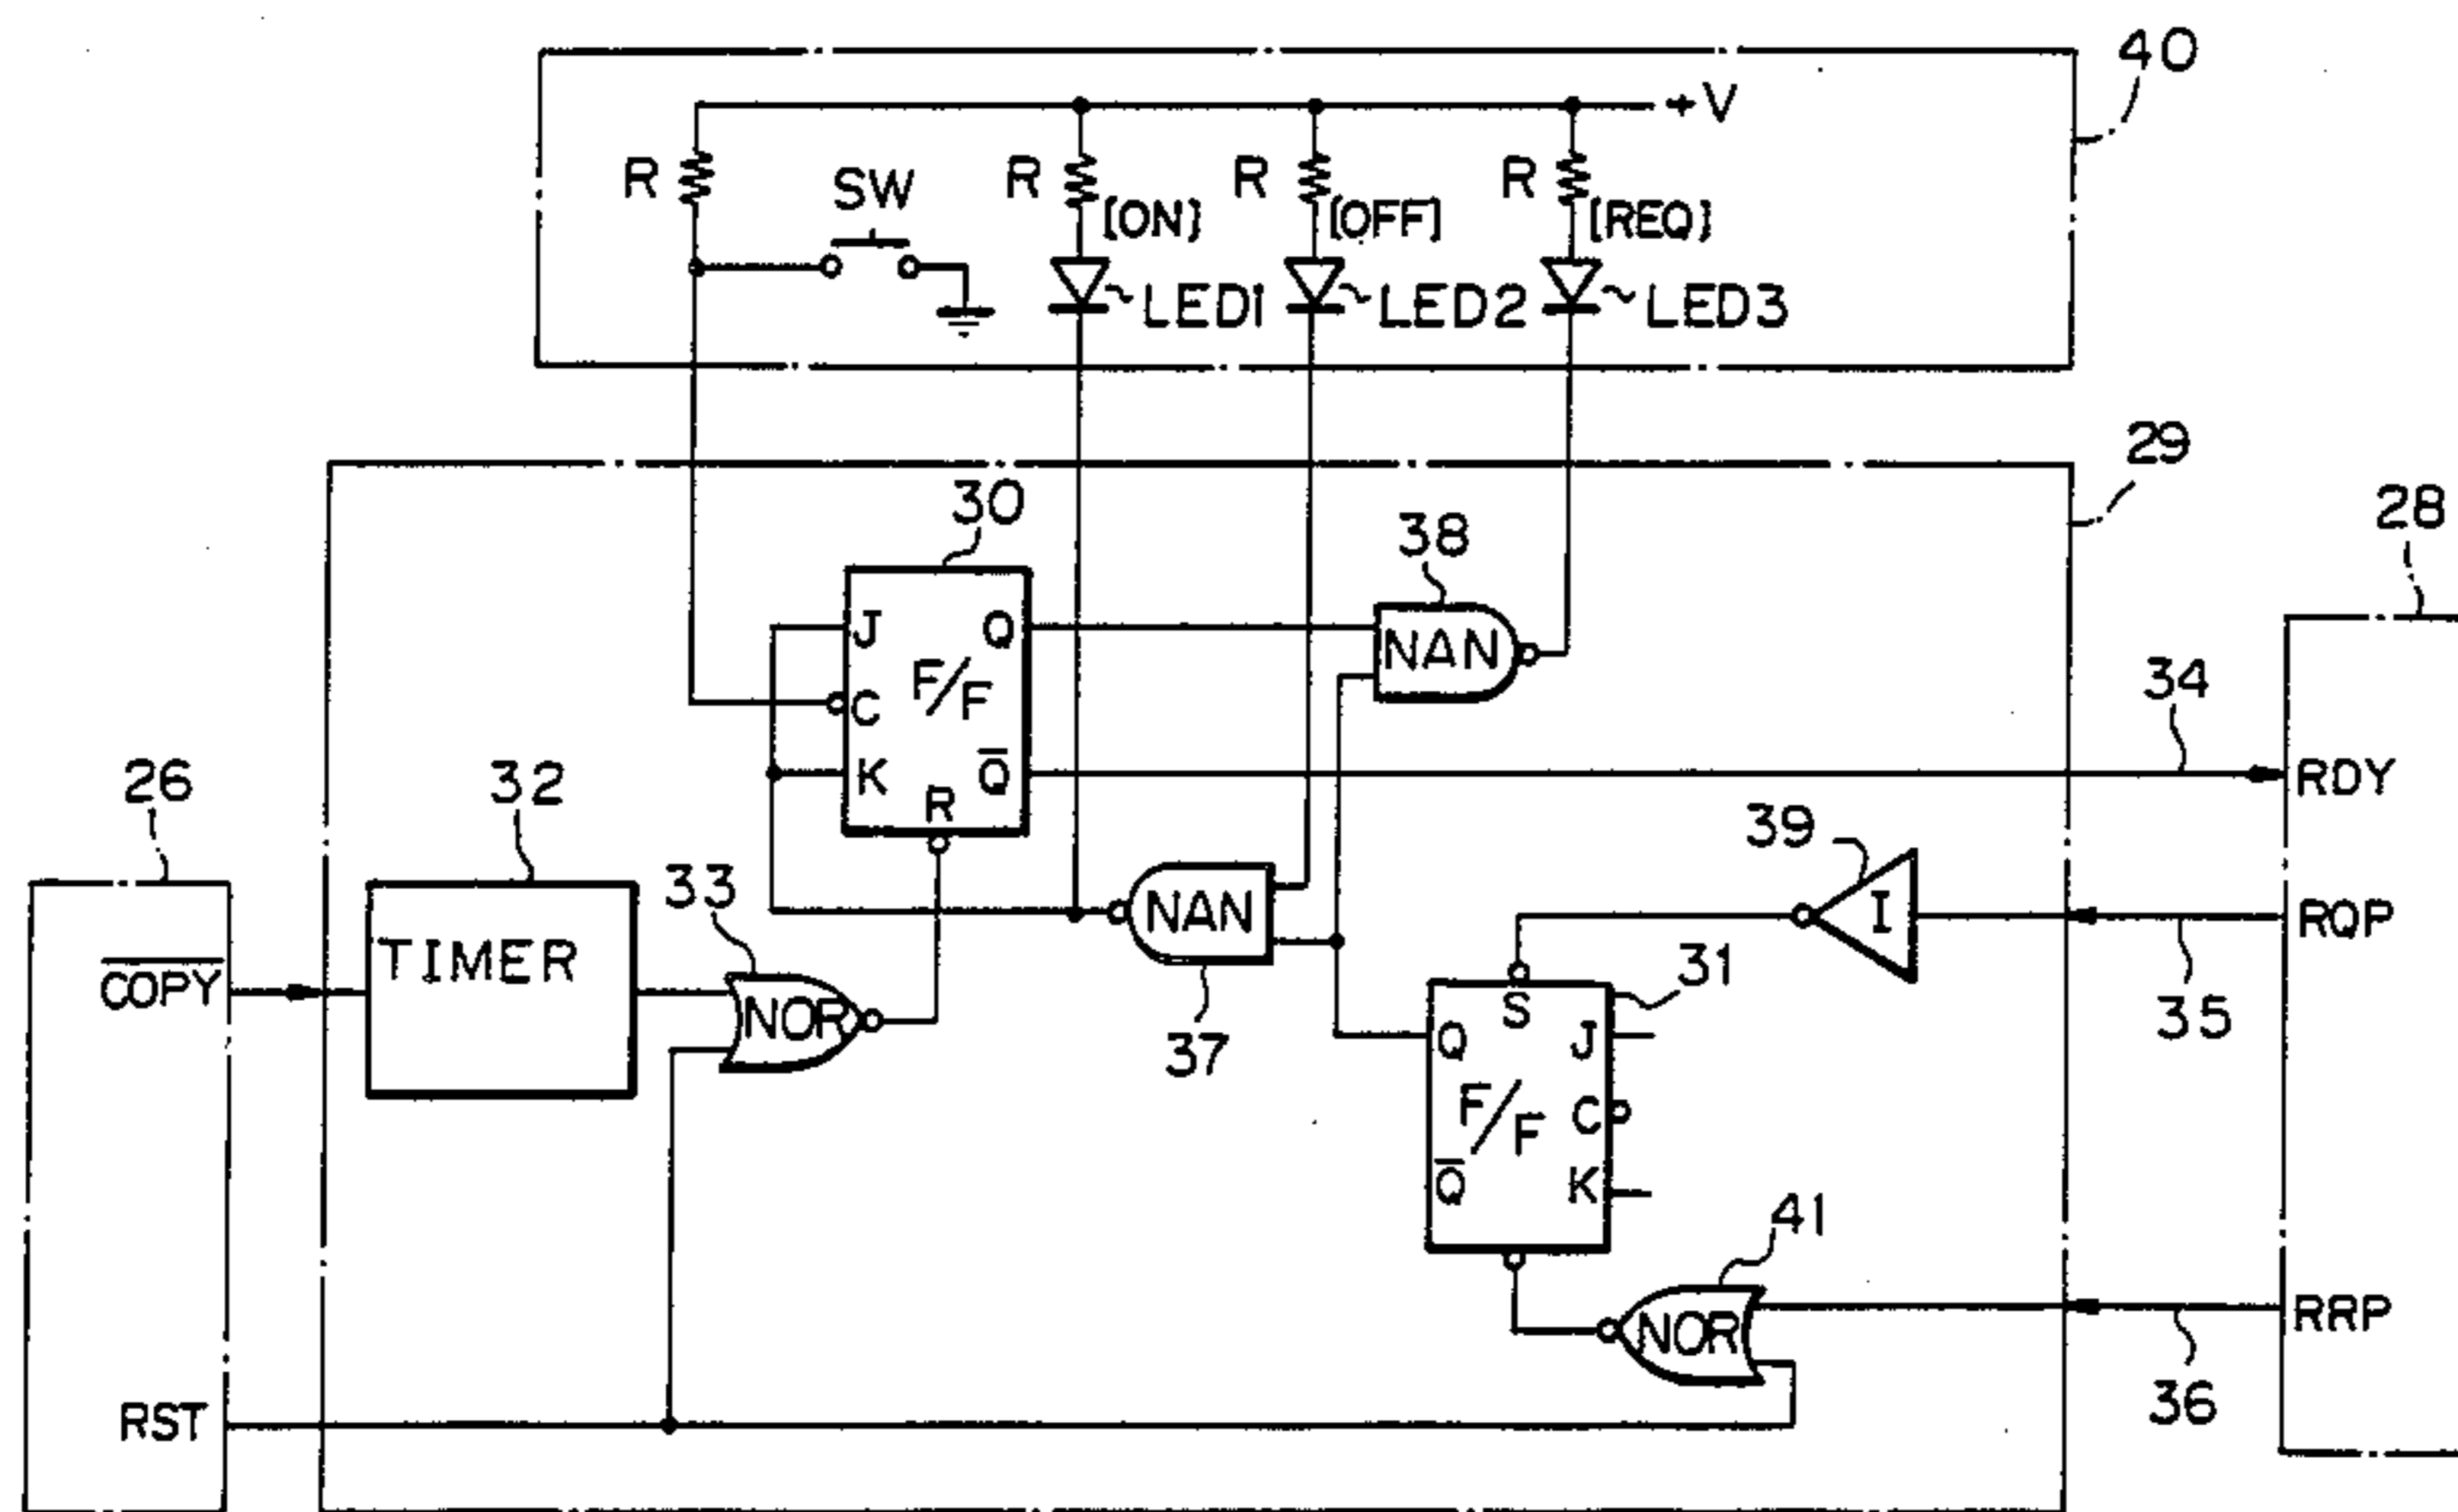 40
+V
R
SW
R
[ON]
R
[OFF]
R
[REQ]
LED1
LED2
LED3
29
30
38
28
J
Q
F/F
C
K
Q̅
R
NAN
34
RDY
26
32
33
39
C̅O̅P̅Y̅
TIMER
NOR
NAN
37
I
RQP
35
31
S
Q
J
F/F
C
Q̅
K
41
NOR
RRP
36
RST